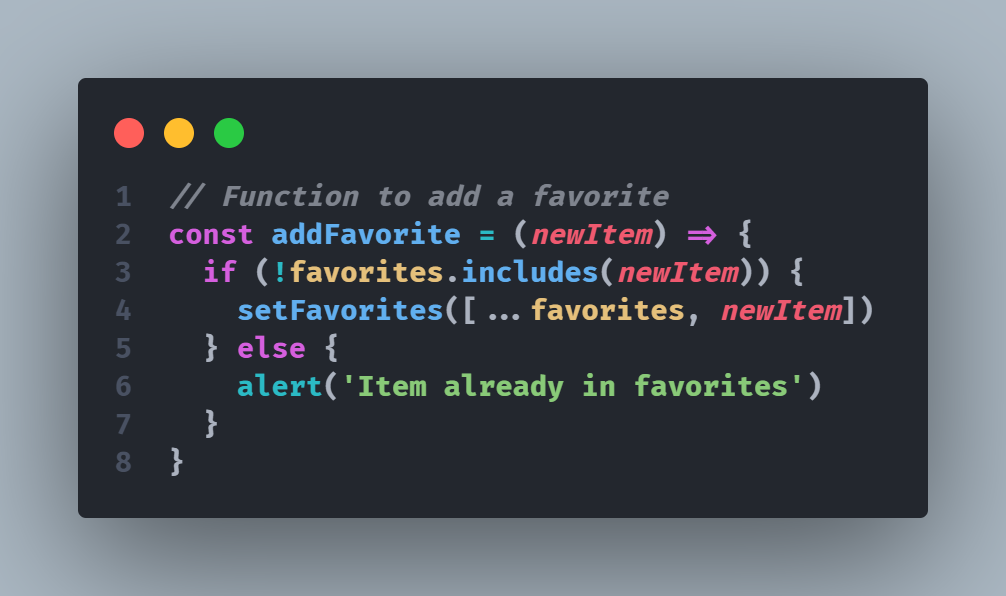 1 // Function to add a favorite
2 const addFavorite = (newItem) => {
3   if (!favorites.includes(newItem)) {
4     setFavorites([...favorites, newItem])
5   } else {
6     alert('Item already in favorites')
7   }
8 }